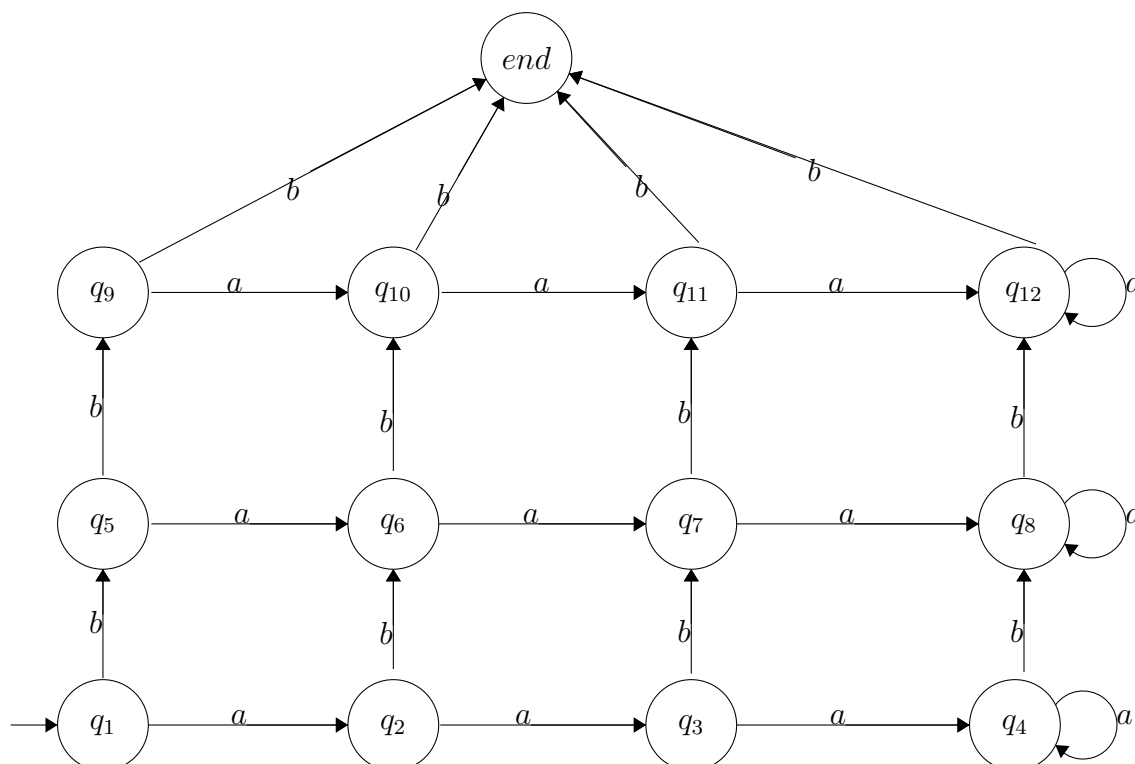 end
b b b b
q₉ a q₁₀ a q₁₁ a q₁₂ a
b b b b
q₅ a q₆ a q₇ a q₈ a
b b b b
q₁ a q₂ a q₃ a q₄ a